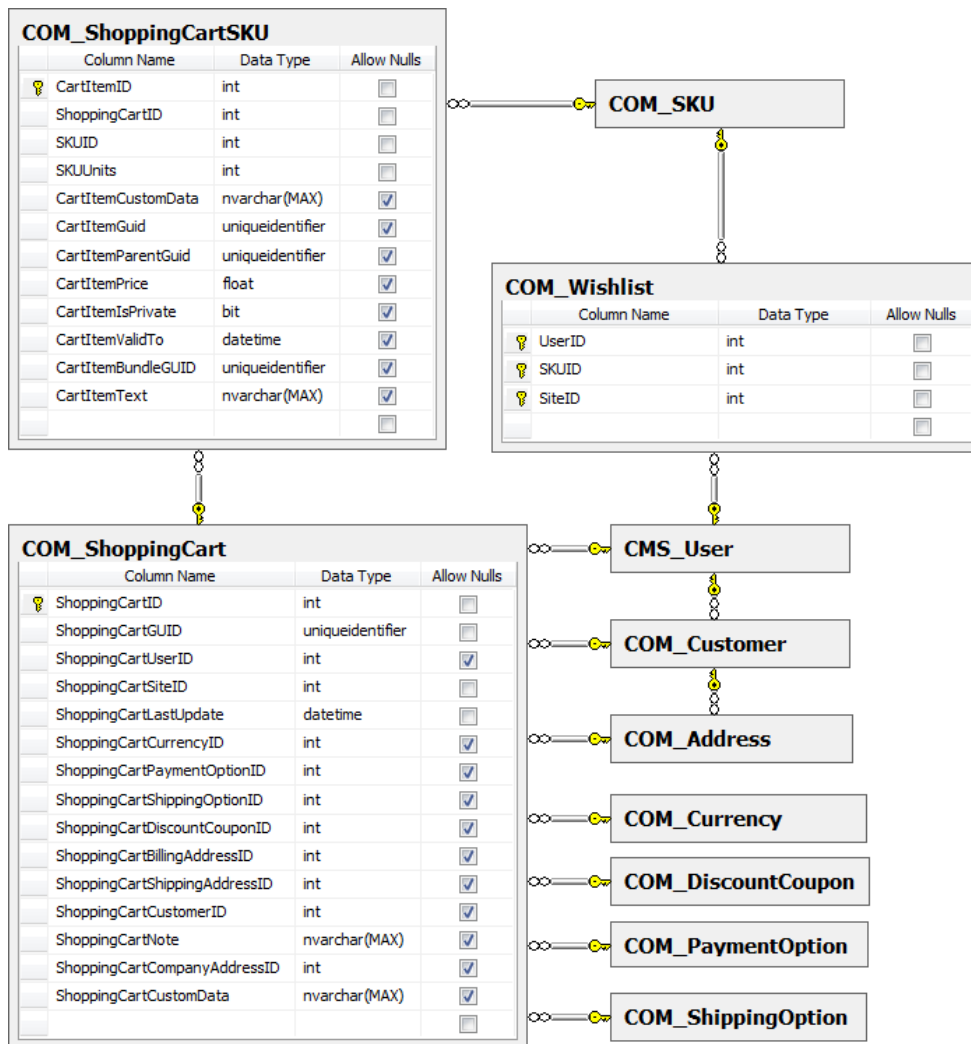 COM_ShoppingCartSKU
Column Name Data Type Allow Nulls
CartItemID int
ShoppingCartID int
SKUID int
SKUUnits int
CartItemCustomData nvarchar(MAX)
CartItemGuid uniqueidentifier
CartItemParentGuid uniqueidentifier
CartItemPrice float
CartItemIsPrivate bit
CartItemValidTo datetime
CartItemBundleGUID uniqueidentifier
CartItemText nvarchar(MAX)
COM_SKU
COM_Wishlist
Column Name Data Type Allow Nulls
UserID int
SKUID int
SiteID int
COM_ShoppingCart
Column Name Data Type Allow Nulls
ShoppingCartID int
ShoppingCartGUID uniqueidentifier
ShoppingCartUserID int
ShoppingCartSiteID int
ShoppingCartLastUpdate datetime
ShoppingCartCurrencyID int
ShoppingCartPaymentOptionID int
ShoppingCartShippingOptionID int
ShoppingCartDiscountCouponID int
ShoppingCartBillingAddressID int
ShoppingCartShippingAddressID int
ShoppingCartCustomerID int
ShoppingCartNote nvarchar(MAX)
ShoppingCartCompanyAddressID int
ShoppingCartCustomData nvarchar(MAX)
CMS_User
COM_Customer
COM_Address
COM_Currency
COM_DiscountCoupon
COM_PaymentOption
COM_ShippingOption